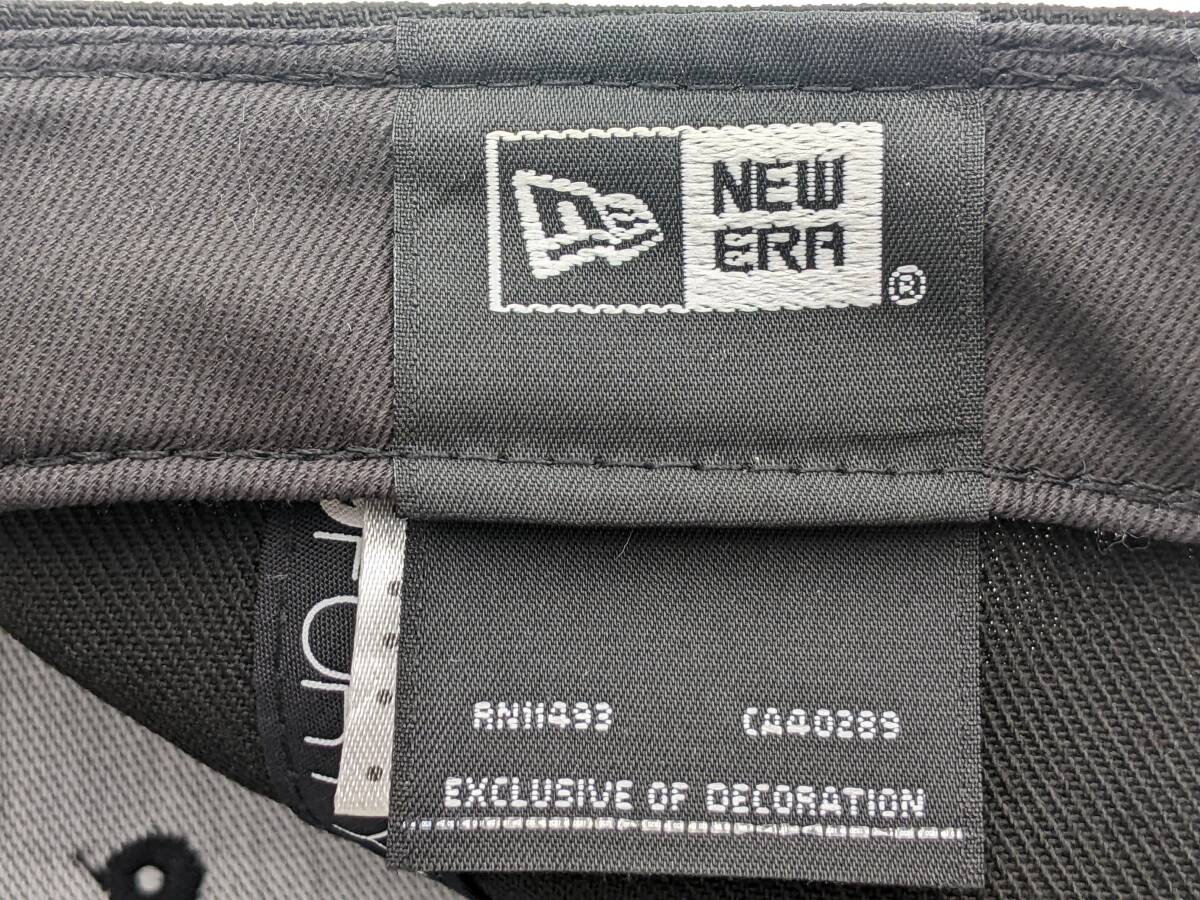 NEW
ERA
®
RN11493 CA40289
EXCLUSIVE OF DECORATION